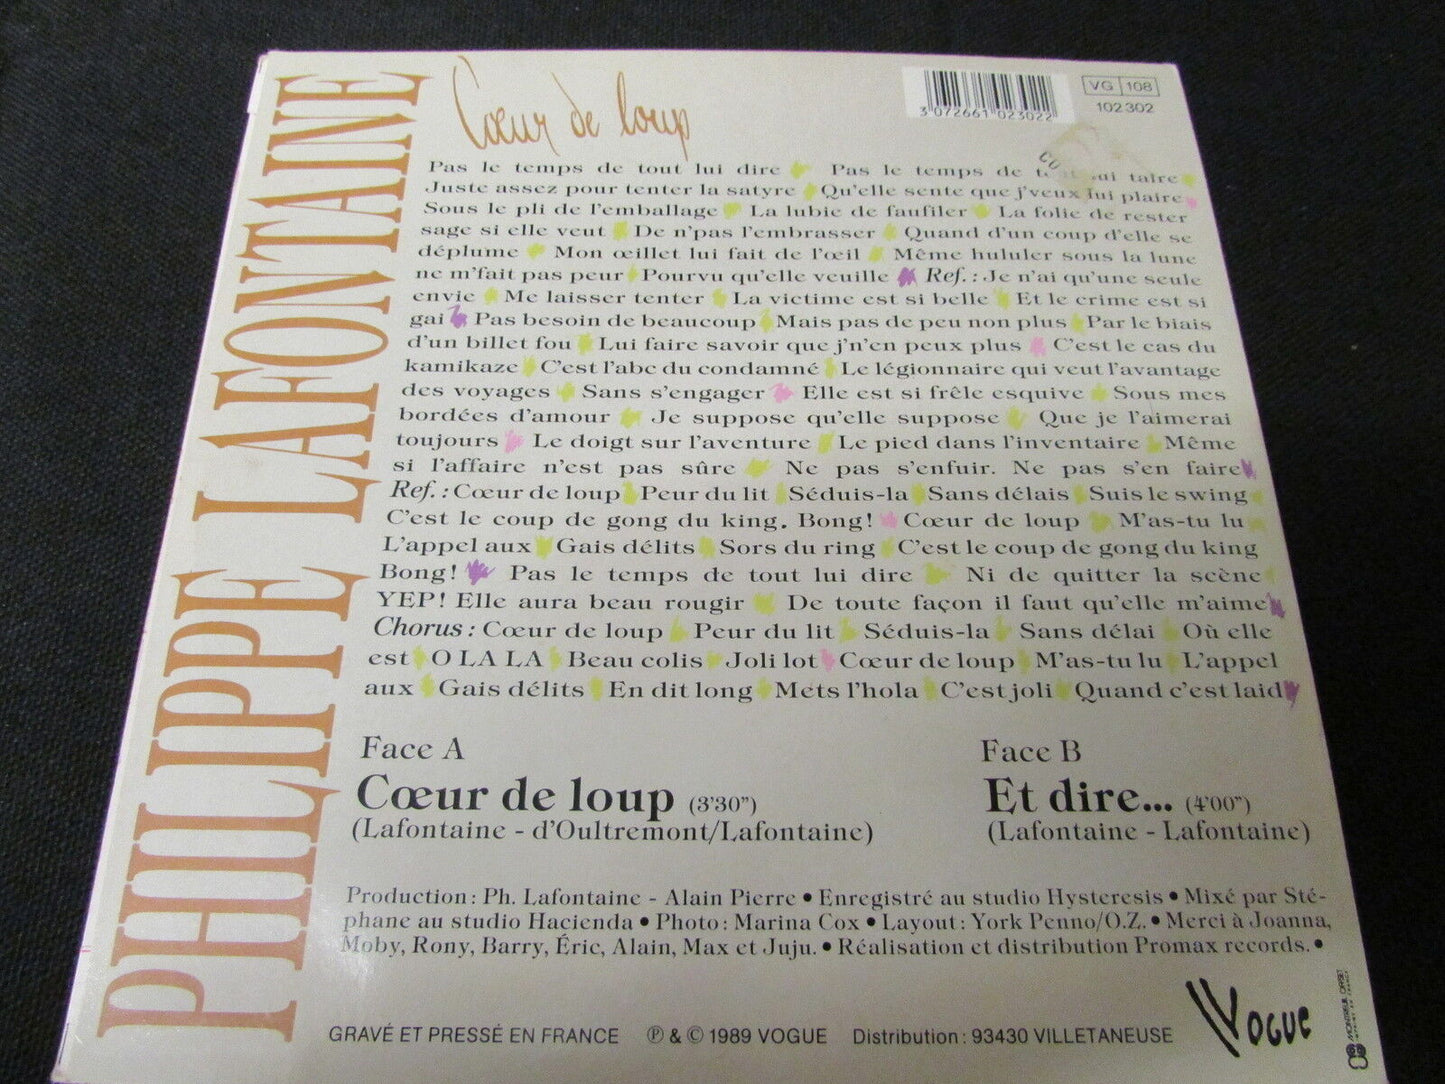 PHILIPPE LAFONTAINE
Cœur de loup
3 072661 023022
VG 108
102 302
Pas le temps de tout lui dire Pas le temps de lui taire
Juste assez pour tenter la satyre Qu'elle sente que j'veux lui plaire
Sous le pli de l'emballage La lubie de faufiler La folie de rester
sage si elle veut De n'pas l'embrasser Quand d'un coup d'elle se
déplume Mon œillet lui fait de l'œil Même hululer sous la lune
ne m'fait pas peur Pourvu qu'elle veuille Ref. : Je n'ai qu'une seule
envie Me laisser tenter La victime est si belle Et le crime est si
gai Pas besoin de beaucoup Mais pas de peu non plus Par le biais
d'un billet fou Lui faire savoir que j'n'en peux plus C'est le cas du
kamikaze C'est l'abc du condamné Le légionnaire qui veut l'avantage
des voyages Sans s'engager Elle est si frêle esquive Sous mes
bordées d'amour Je suppose qu'elle suppose Que je l'aimerai
toujours Le doigt sur l'aventure Le pied dans l'inventaire Même
si l'affaire n'est pas sûre Ne pas s'enfuir. Ne pas s'en faire
Ref. : Cœur de loup Peur du lit Séduis-la Sans délais Suis le swing
C'est le coup de gong du king. Bong! Cœur de loup M'as-tu lu
L'appel aux Gais délits Sors du ring C'est le coup de gong du king
Bong! Pas le temps de tout lui dire Ni de quitter la scène
YEP! Elle aura beau rougir De toute façon il faut qu'elle m'aime
Chorus : Cœur de loup Peur du lit Séduis-la Sans délai Où elle
est O LA LA Beau colis Joli lot Cœur de loup M'as-tu lu L'appel
aux Gais délits En dit long Mets l'hola C'est joli Quand c'est laid
Face A
Cœur de loup (3'30")
(Lafontaine - d'Oultremont/Lafontaine)
Face B
Et dire... (4'00")
(Lafontaine - Lafontaine)
Production : Ph. Lafontaine - Alain Pierre • Enregistré au studio Hysteresis • Mixé par Sté-
phane au studio Hacienda • Photo : Marina Cox • Layout : York Penno/O.Z. • Merci à Joanna,
Moby, Rony, Barry, Éric, Alain, Max et Juju. • Réalisation et distribution Promax records. •
GRAVÉ ET PRESSÉ EN FRANCE ℗ & © 1989 VOGUE Distribution : 93430 VILLETANEUSE
VOGUE